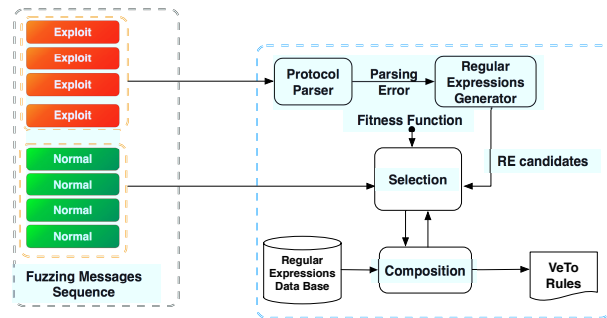 Exploit
Exploit
Exploit
Exploit
Normal
Normal
Normal
Normal
Fuzzing Messages
Sequence
Protocol
Parser
Parsing
Error
Regular
Expressions
Generator
Fitness Function
RE candidates
Selection
Regular
Expressions
Data Base
Composition
VeTo
Rules